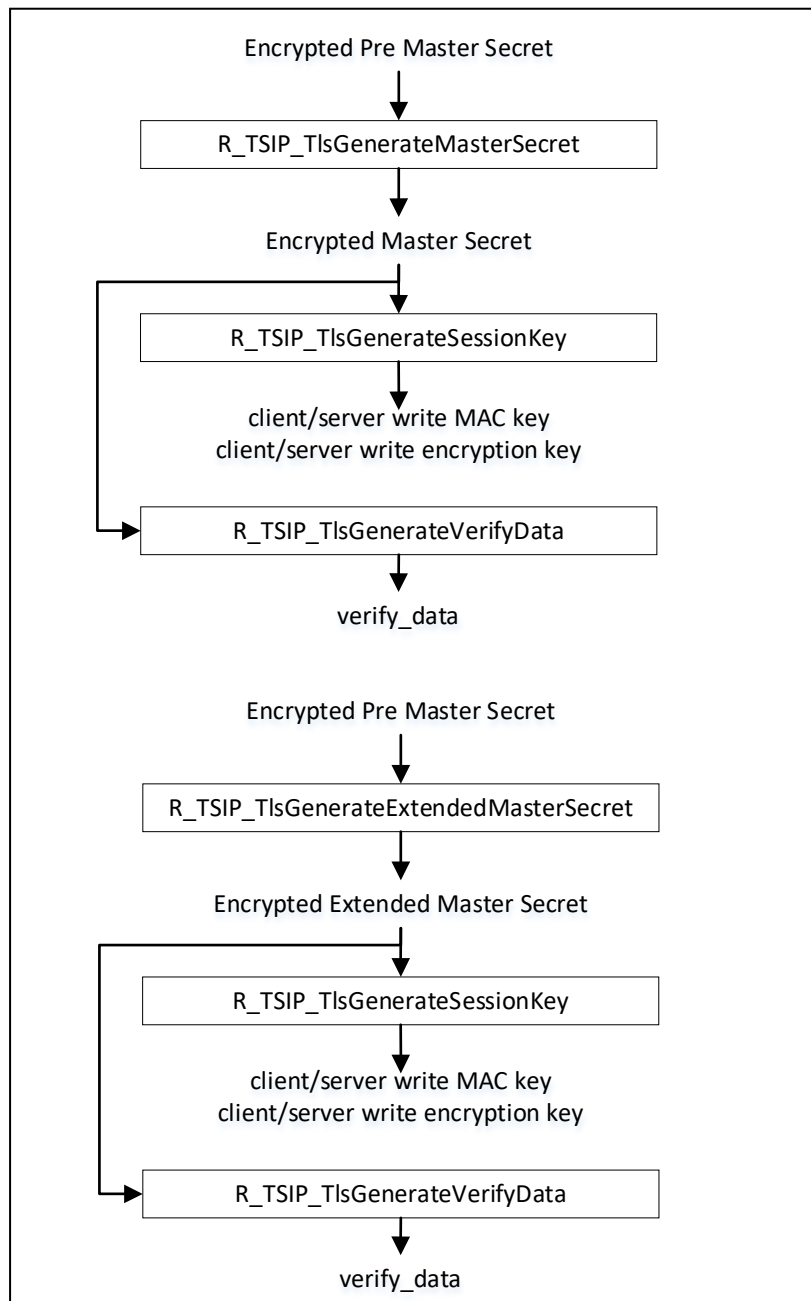 Encrypted Pre Master Secret
R_TSIP_TlsGenerateMasterSecret
Encrypted Master Secret
R_TSIP_TlsGenerateSessionKey
client/server write MAC key
client/server write encryption key
R_TSIP_TlsGenerateVerifyData
verify_data
Encrypted Pre Master Secret
R_TSIP_TlsGenerateExtendedMasterSecret
Encrypted Extended Master Secret
R_TSIP_TlsGenerateSessionKey
client/server write MAC key
client/server write encryption key
R_TSIP_TlsGenerateVerifyData
verify_data